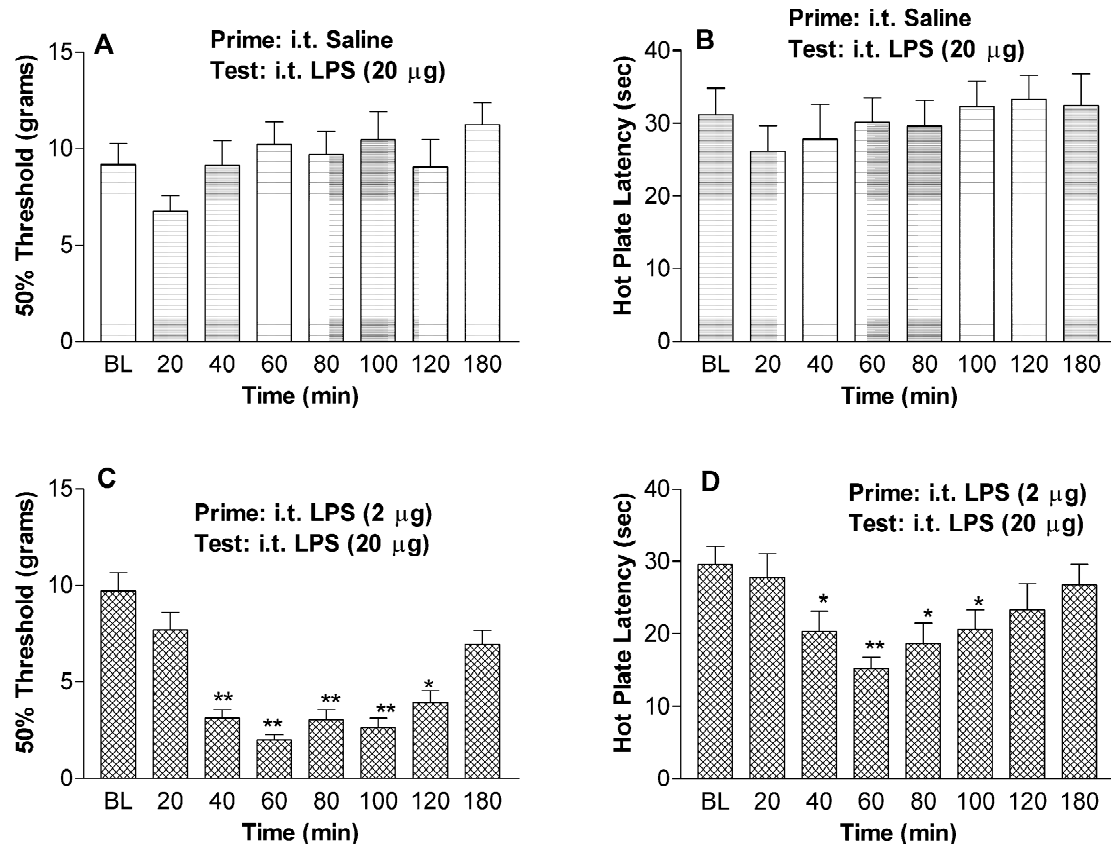 A
Prime: i.t. Saline
Test: i.t. LPS (20 μg)
50% Threshold (grams)
15
10
5
0
BL 20 40 60 80 100 120 180
Time (min)
B
Prime: i.t. Saline
Test: i.t. LPS (20 μg)
Hot Plate Latency (sec)
40
30
20
10
0
BL 20 40 60 80 100 120 180
Time (min)
C
Prime: i.t. LPS (2 μg)
Test: i.t. LPS (20 μg)
50% Threshold (grams)
15
10
5
0
** ** ** ** *
BL 20 40 60 80 100 120 180
Time (min)
D
Prime: i.t. LPS (2 μg)
Test: i.t. LPS (20 μg)
Hot Plate Latency (sec)
40
30
20
10
0
* ** * *
BL 20 40 60 80 100 120 180
Time (min)